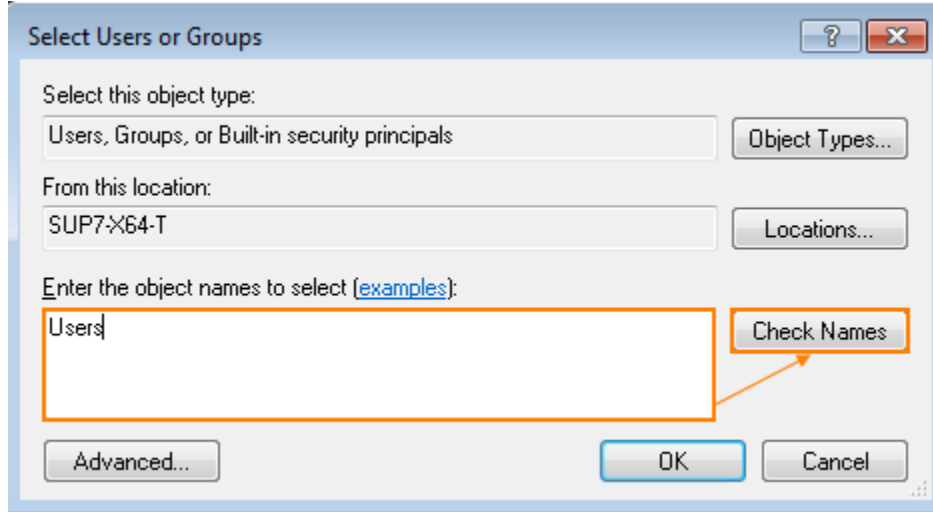 Select Users or Groups
?
Select this object type:
Users, Groups, or Built-in security principals
Object Types...
From this location:
SUP7-X64-T
Locations...
Enter the object names to select (examples):
Users
Check Names
Advanced...
OK
Cancel